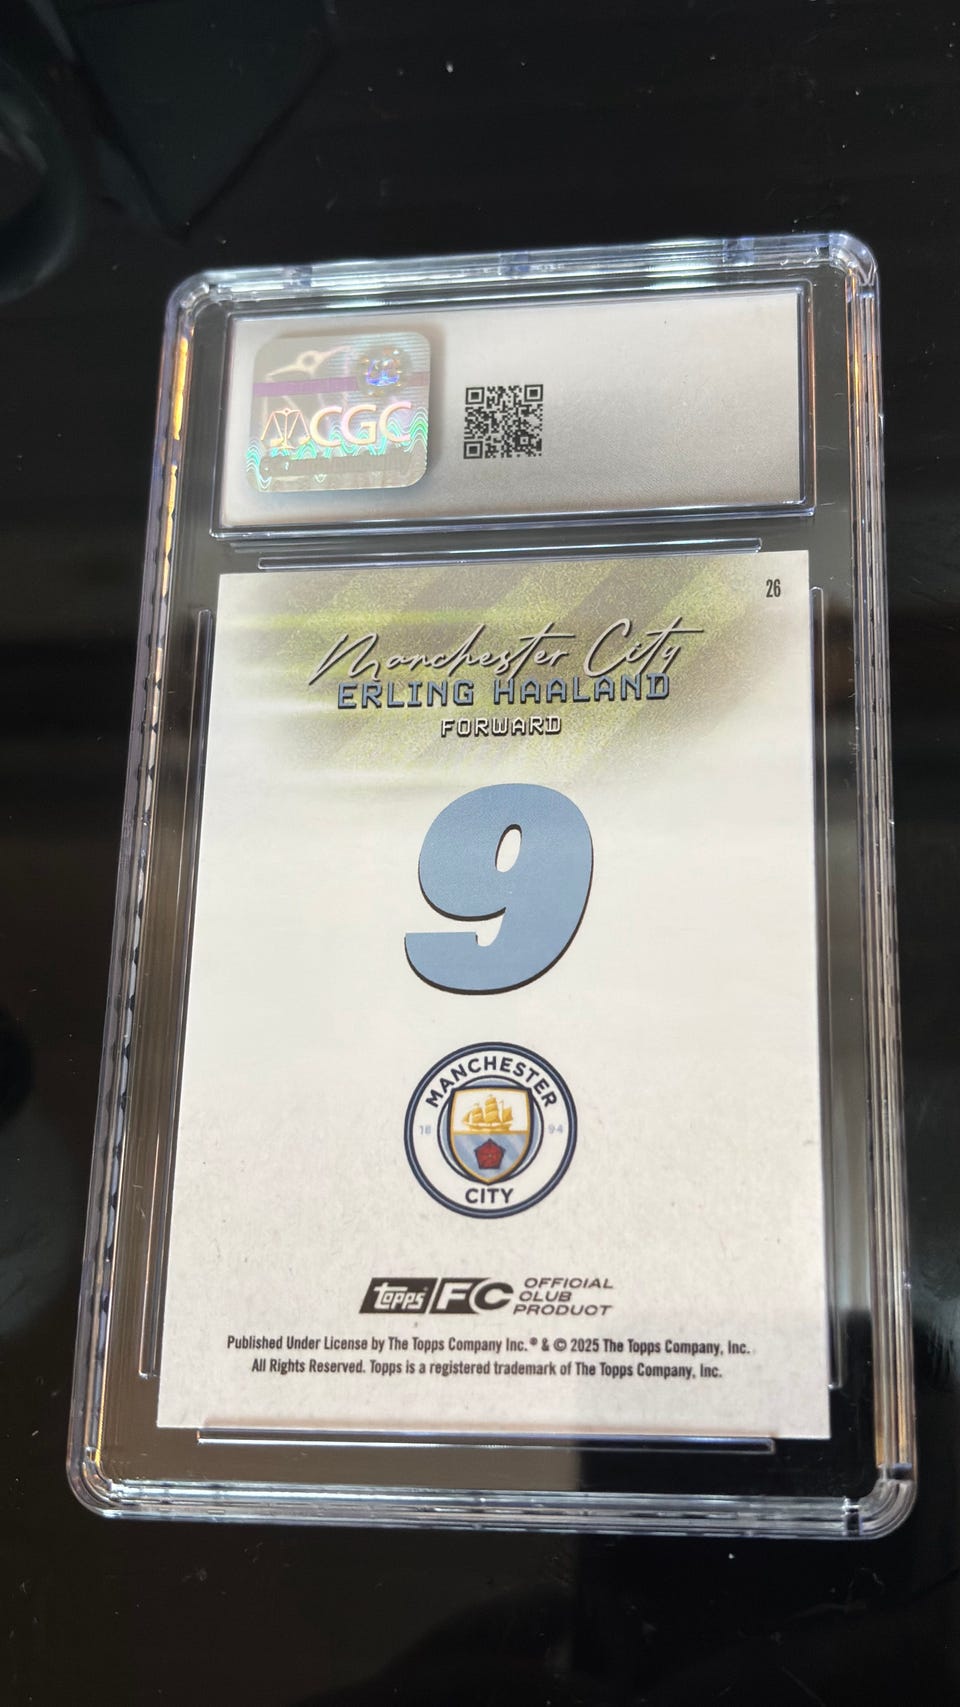 CGC
26
Manchester City
ERLING HAALAND
FORWARD
9
MANCHESTER
18 94
CITY
topps FC OFFICIAL
CLUB
PRODUCT
Published Under License by The Topps Company Inc.® & © 2025 The Topps Company, Inc.
All Rights Reserved. Topps is a registered trademark of The Topps Company, Inc.